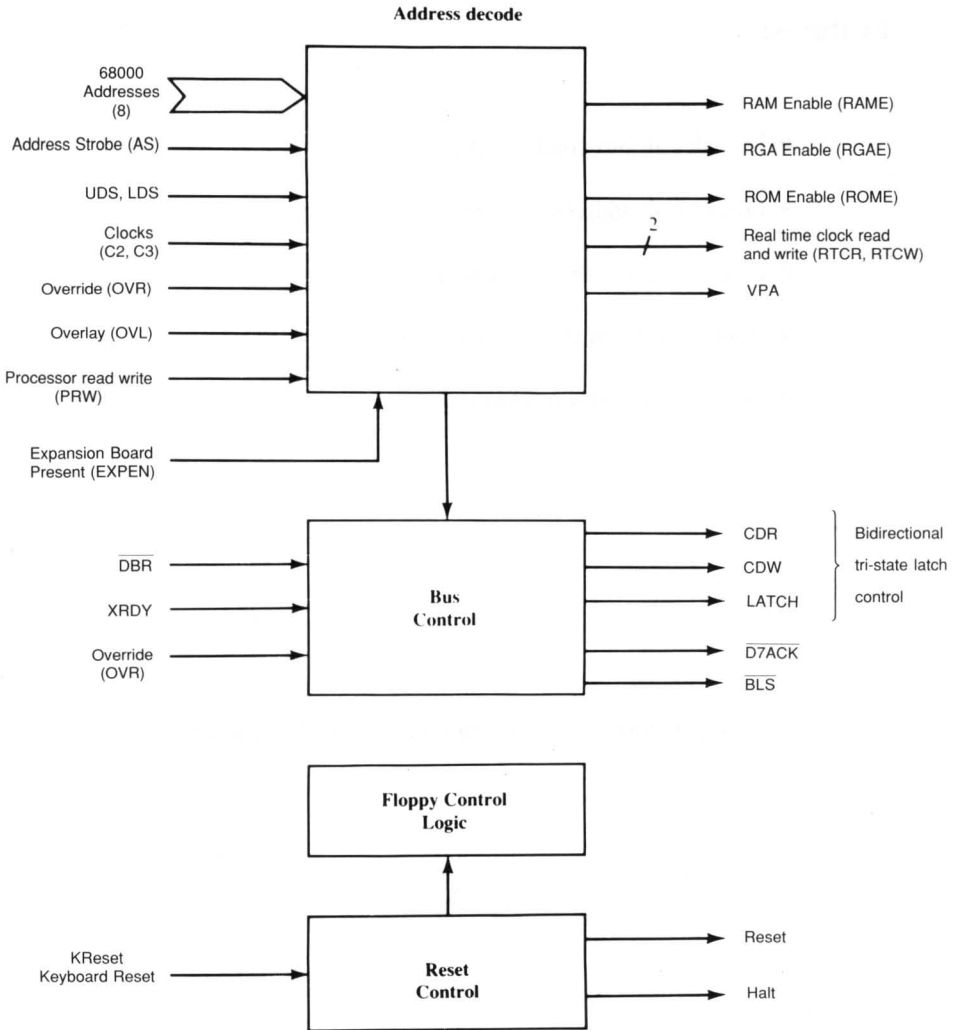 Address decode
68000
Addresses
(8)
Address Strobe (AS)
UDS, LDS
Clocks
(C2, C3)
Override (OVR)
Overlay (OVL)
Processor read write
(PRW)
Expansion Board
Present (EXPEN)
RAM Enable (RAME)
RGA Enable (RGAE)
ROM Enable (ROME)
2
Real time clock read
and write (RTCR, RTCW)
VPA
DBR
XRDY
Override
(OVR)
Bus
Control
CDR
CDW
LATCH
Bidirectional
tri-state latch
control
D7ACK
BLS
Floppy Control
Logic
KReset
Keyboard Reset
Reset
Control
Reset
Halt